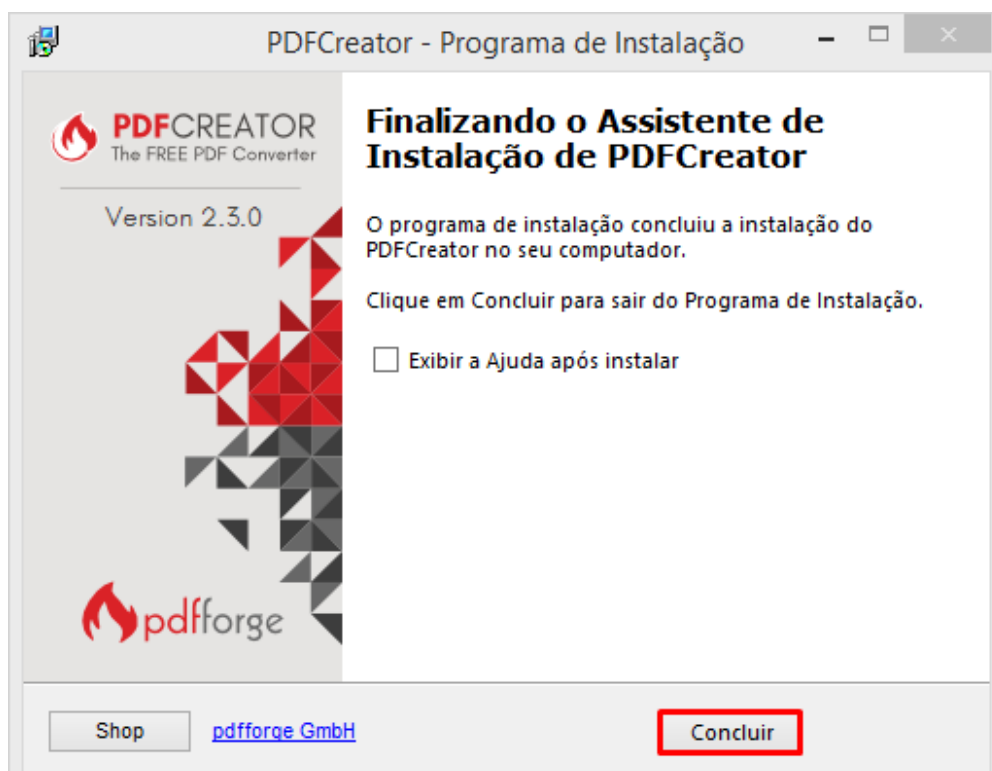 PDFCreator - Programa de Instalação
PDFCREATOR
The FREE PDF Converter
Version 2.3.0
Finalizando o Assistente de
Instalação de PDFCreator
O programa de instalação concluiu a instalação do
PDFCreator no seu computador.
Clique em Concluir para sair do Programa de Instalação.
Exibir a Ajuda após instalar
pdfforge
Shop
pdfforge GmbH
Concluir